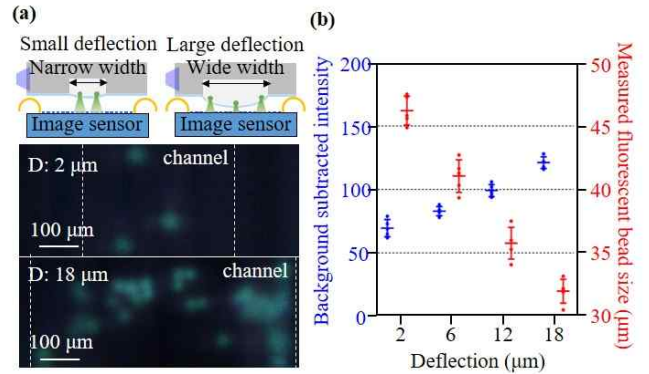 (a)
Small deflection
Narrow width
Large deflection
Wide width
Image sensor
Image sensor
D: 2 μm
channel
100 μm
D: 18 μm
channel
100 μm
(b)
Background subtracted intensity
200
150
100
50
0
Measured fluorescent bead size (μm)
50
45
40
35
30
2
6
12
18
Deflection (μm)